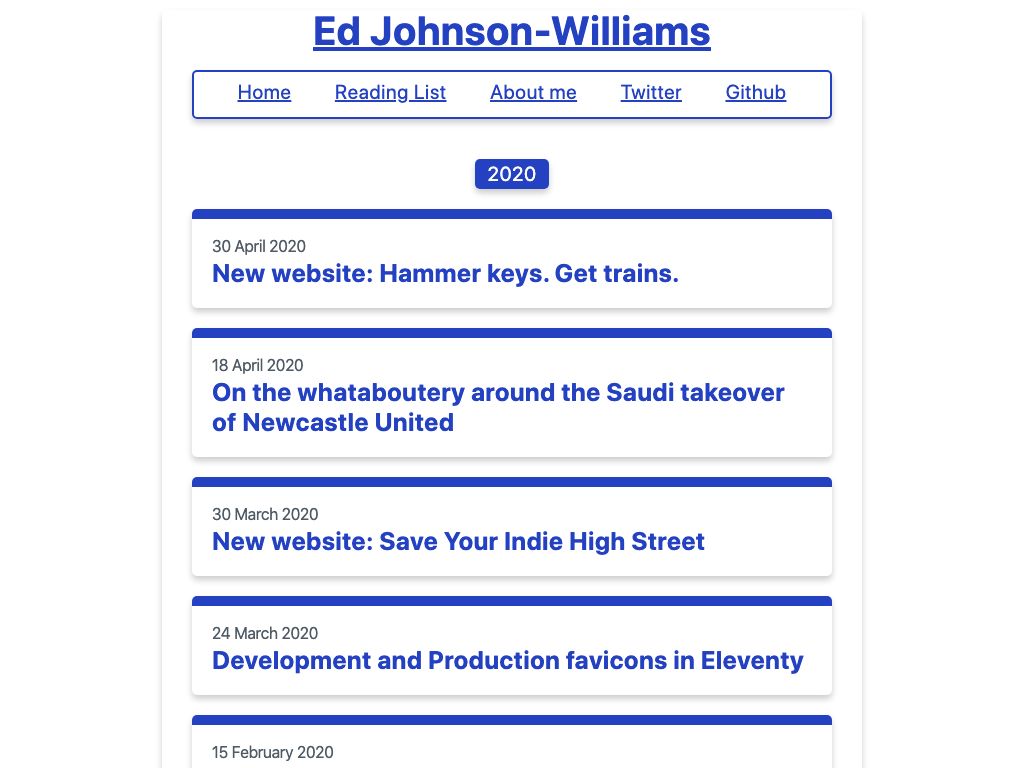 Ed Johnson-Williams
Home Reading List About me Twitter Github
2020
30 April 2020
New website: Hammer keys. Get trains.
18 April 2020
On the whataboutery around the Saudi takeover
of Newcastle United
30 March 2020
New website: Save Your Indie High Street
24 March 2020
Development and Production favicons in Eleventy
15 February 2020